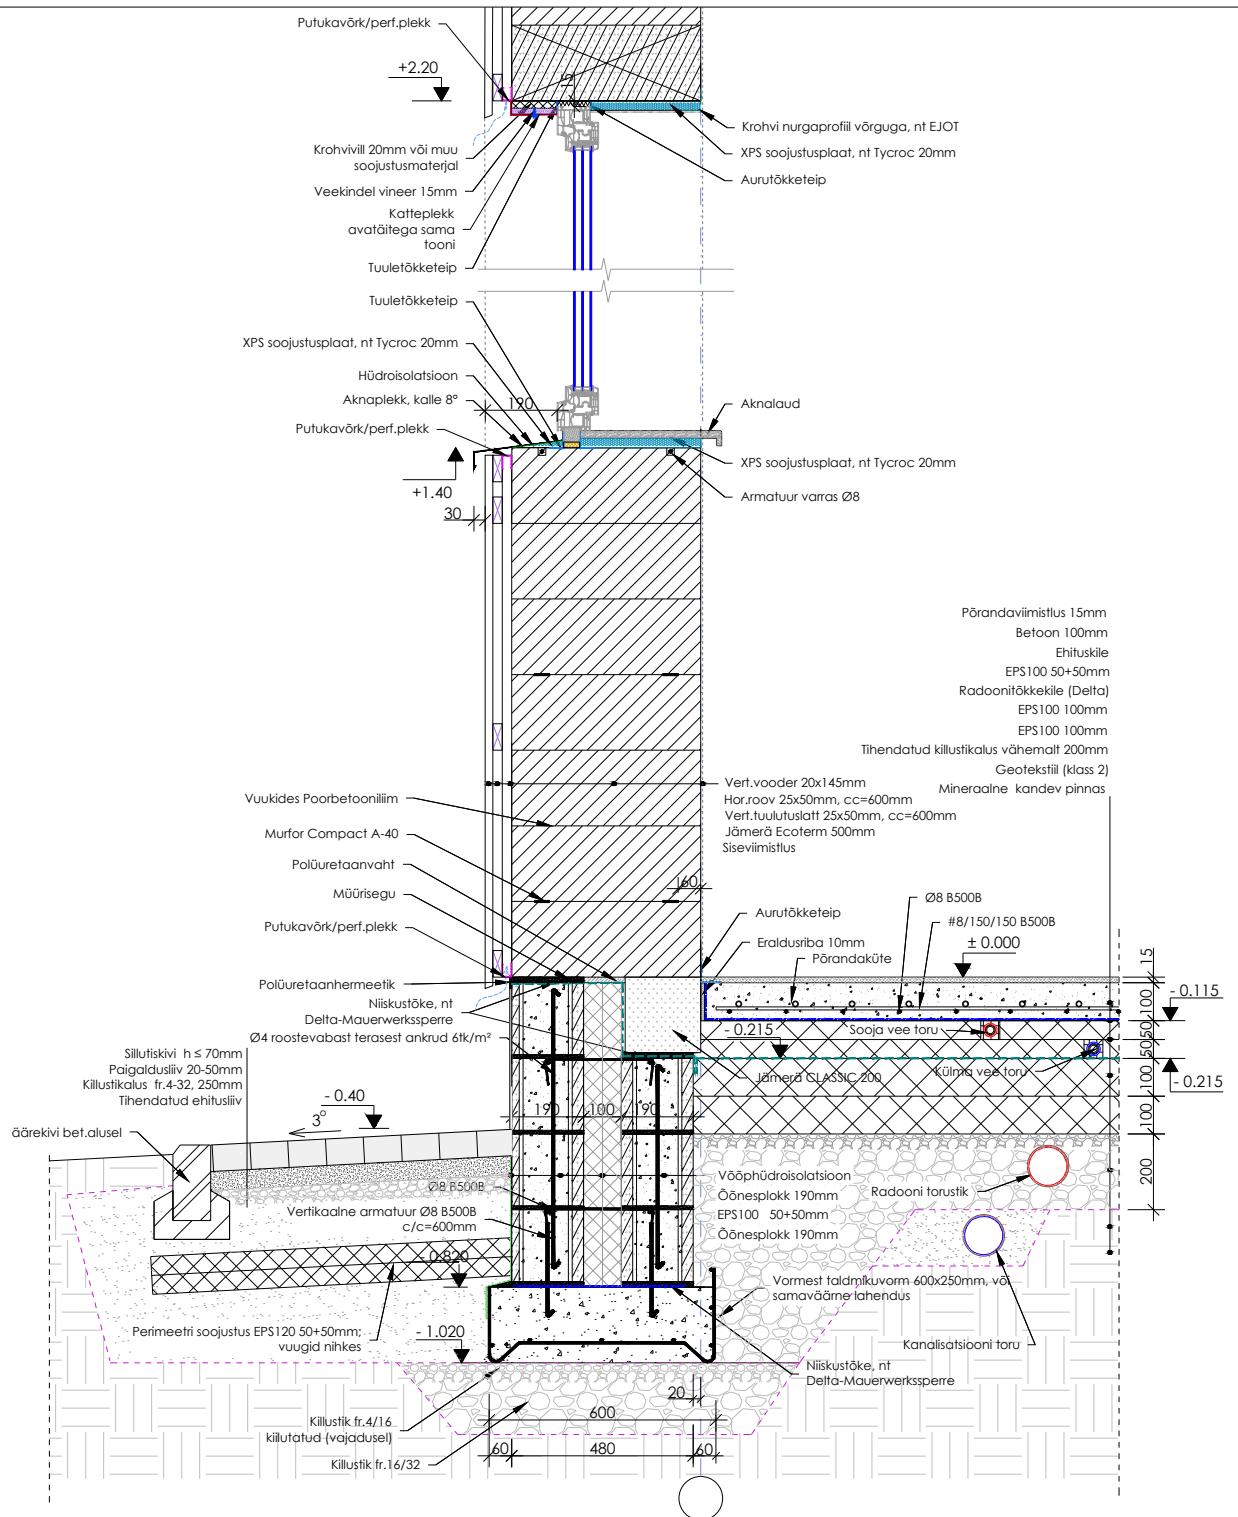 Putukavõrk/perf.plekk
+2.20
15
Krohvi nurgaprofiil võrguga, nt EJOT
Krohvivill 20mm või muu
soojustusmaterjal
XPS soojustusplaat, nt Tycroc 20mm
Aurutõkketeip
Veekindel vineer 15mm
Katteplekk
avatäitega sama
tooni
Tuuletõkketeip
Tuuletõkketeip
XPS soojustusplaat, nt Tycroc 20mm
Hüdroisolatsioon
Aknaplekk, kalle 8°
190
Aknalaud
Putukavõrk/perf.plekk
XPS soojustusplaat, nt Tycroc 20mm
+1.40
Armatuur varras Ø8
30
Põrandaviimistlus 15mm
Betoon 100mm
Ehituskile
EPS100 50+50mm
Radoonitõkkekile (Delta)
EPS100 100mm
EPS100 100mm
Tihendatud killustikalus vähemalt 200mm
Geotekstiil (klass 2)
Mineraalne kandev pinnas
Vert.vooder 20x145mm
Hor.roov 25x50mm, cc=600mm
Vert.tuulutuslatt 25x50mm, cc=600mm
Jämerä Ecoterm 500mm
Siseviimistlus
Vuukides Poorbetooniliim
Murfor Compact A-40
Polüuretaanvaht
Müürisegu
160
Ø8 B500B
#8/150/150 B500B
Putukavõrk/perf.plekk
Aurutõkketeip
Eraldusriba 10mm
± 0.000
Põrandaküte
15
Polüuretaanhermeetik
Niiskustõke, nt
Delta-Mauerwerkssperre
100
- 0.115
Ø4 roostevabast terasest ankrud 6tk/m²
- 0.215
Sooja vee toru
50
50
Sillutiskivi h ≤ 70mm
Paigaldusliiv 20-50mm
Killustikalus fr.4-32, 250mm
Tihendatud ehitusliiv
Jämerä CLASSIC 200
Külma vee toru
100
- 0.215
- 0.40
3°
190
100
90
100
äärekivi bet.alusel
200
Ø8 B500B
Vertikaalne armatuur Ø8 B500B
c/c=600mm
Võõphüdroisolatsioon
Õõnesplokk 190mm
EPS100 50+50mm
Õõnesplokk 190mm
Radooni torustik
- 0.820
Vormest taldmikuvorm 600x250mm, või
samaväärne lahendus
Perimeetri soojustus EPS120 50+50mm;
vuugid nihkes
- 1.020
Kanalisatsiooni toru
Niiskustõke, nt
Delta-Mauerwerkssperre
20
Killustik fr.4/16
kiilutatud (vajadusel)
600
Killustik fr.16/32
60
480
60